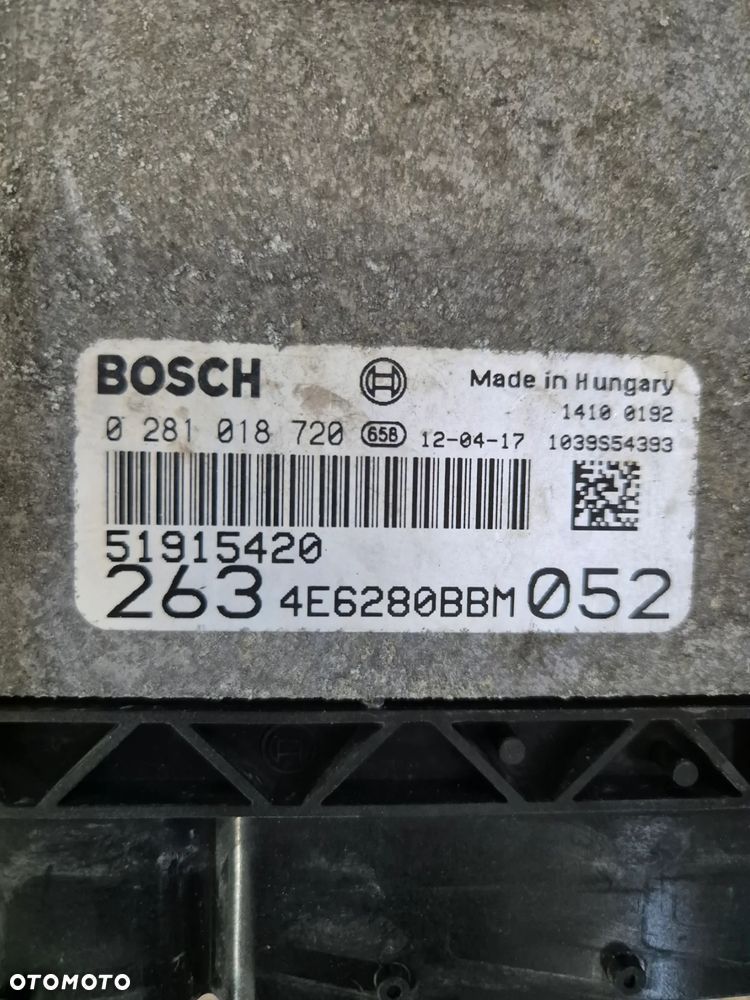 BOSCH Made in Hungary
1410 0192
0 281 018 720 658 12-04-17 1039S54393
51915420
263 4E6280BBM 052
OTOMOTO